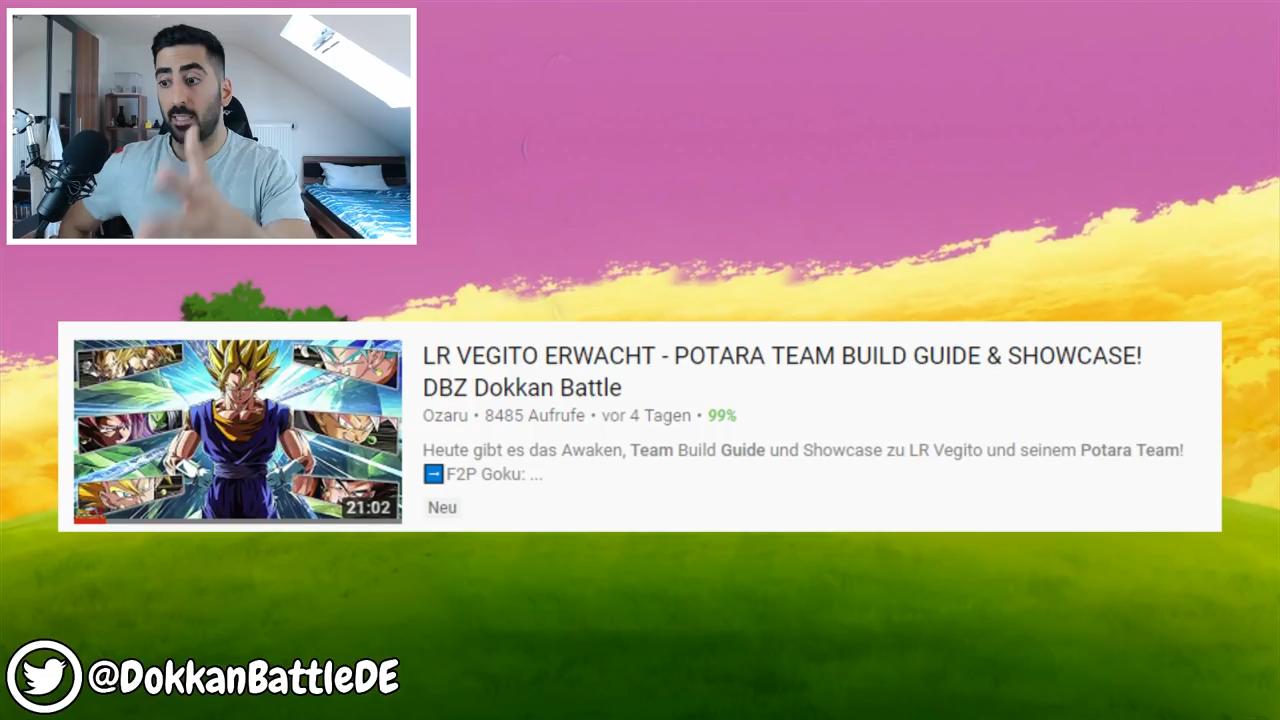 LR VEGITO ERWACHT - POTARA TEAM BUILD GUIDE & SHOWCASE!
DBZ Dokkan Battle
Ozaru • 8485 Aufrufe • vor 4 Tagen • 99%
Heute gibt es das Awaken, Team Build Guide und Showcase zu LR Vegito und seinem Potara Team!
➡F2P Goku: ...
21:02
Neu
@DokkanBattleDE